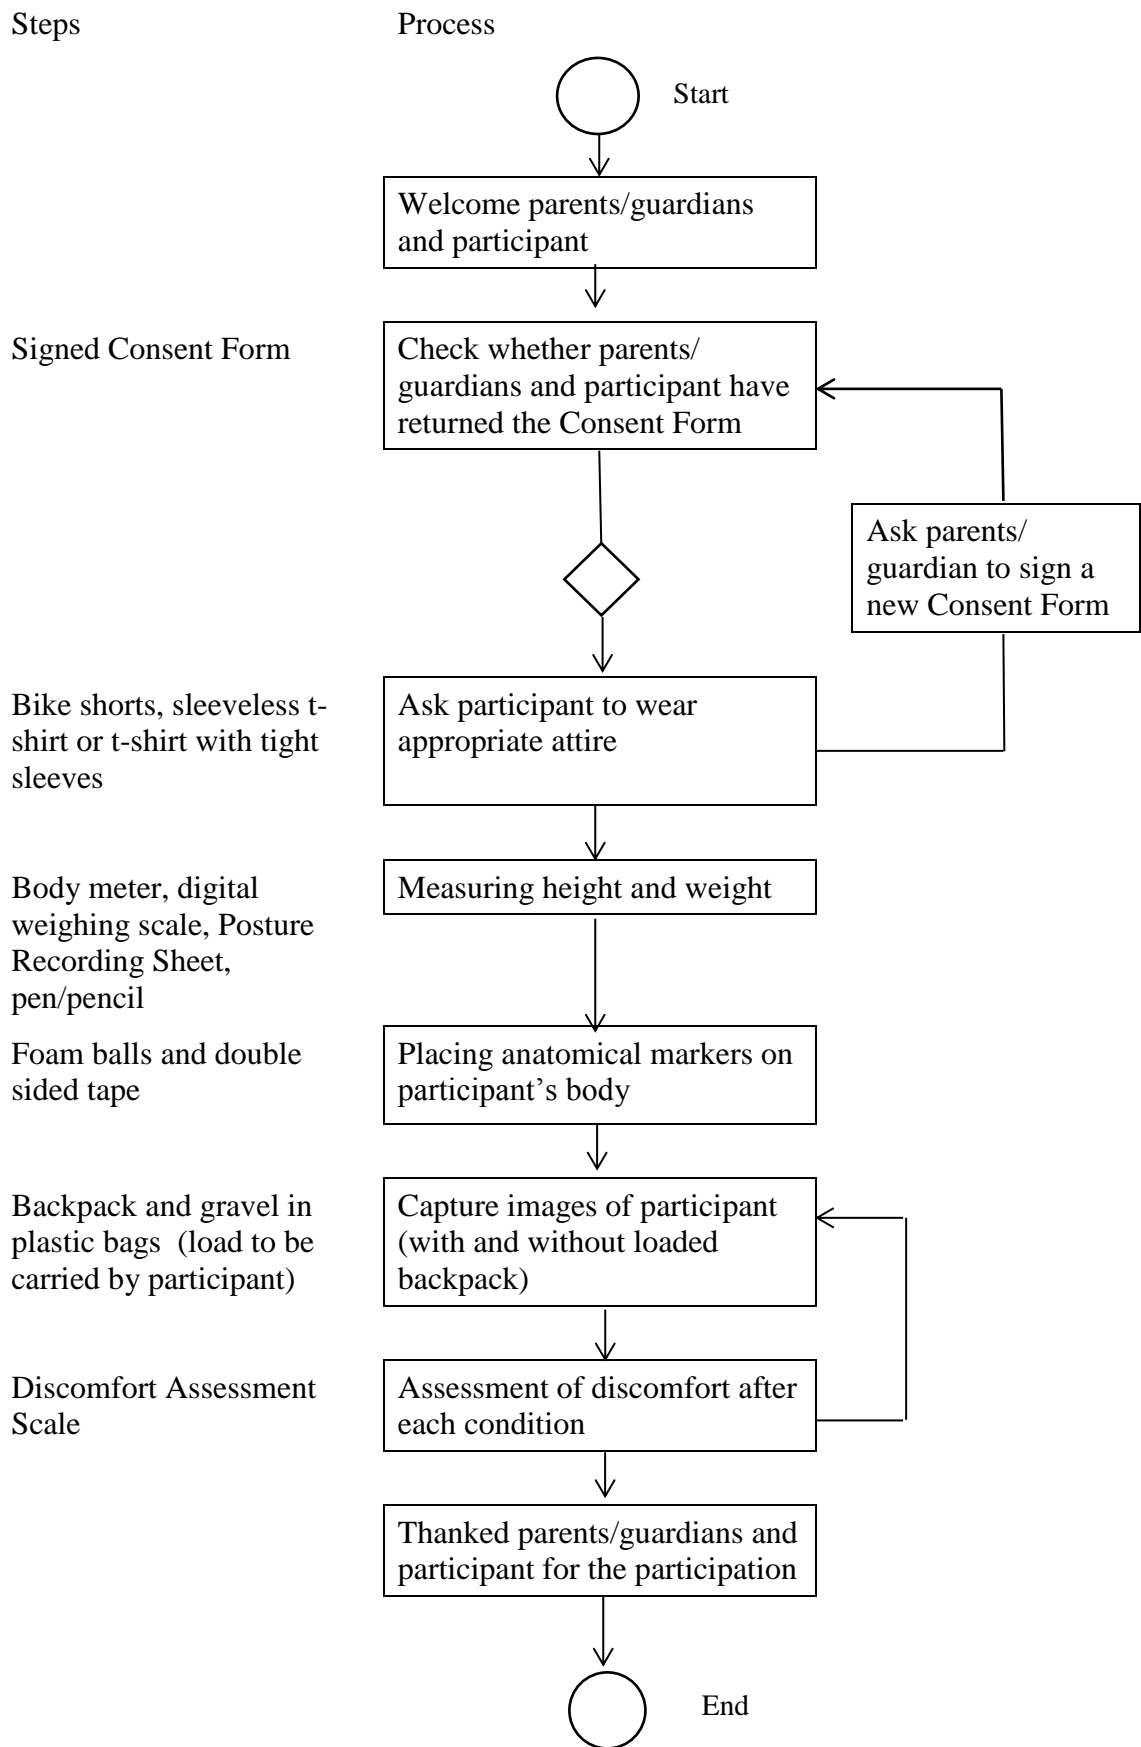 Steps
Process
Start
Welcome parents/guardians
and participant
Signed Consent Form
Check whether parents/
guardians and participant have
returned the Consent Form
Ask parents/
guardian to sign a
new Consent Form
Bike shorts, sleeveless t-
shirt or t-shirt with tight
sleeves
Ask participant to wear
appropriate attire
Body meter, digital
weighing scale, Posture
Recording Sheet,
pen/pencil
Measuring height and weight
Foam balls and double
sided tape
Placing anatomical markers on
participant’s body
Backpack and gravel in
plastic bags  (load to be
carried by participant)
Capture images of participant
(with and without loaded
backpack)
Discomfort Assessment
Scale
Assessment of discomfort after
each condition
Thanked parents/guardians and
participant for the participation
End